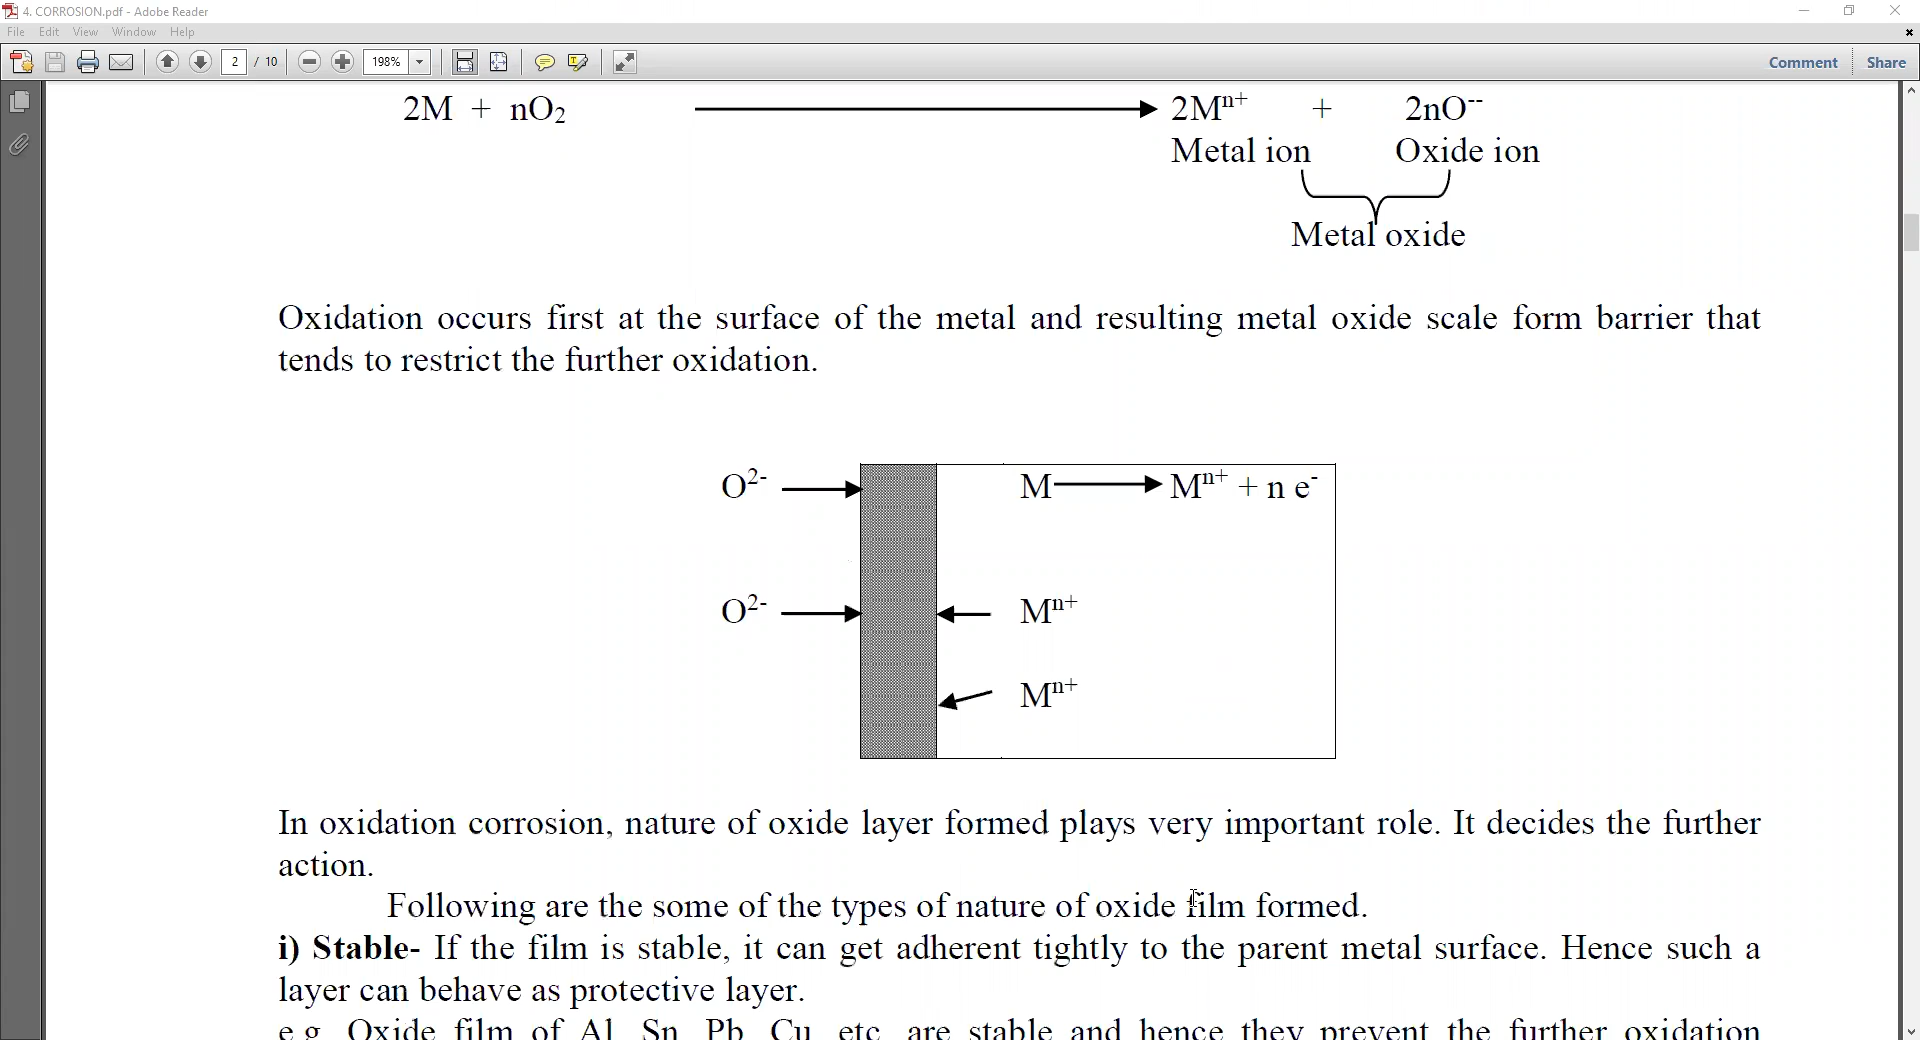 4. CORROSION.pdf - Adobe Reader
File Edit View Window Help
2 / 10 198% Comment Share
2M + nO₂ 2Mⁿ⁺ + 2nO⁻⁻
Metal ion Oxide ion
Metal oxide
Oxidation occurs first at the surface of the metal and resulting metal oxide scale form barrier that
tends to restrict the further oxidation.
O²⁻ M Mⁿ⁺ + n e⁻
O²⁻ Mⁿ⁺
Mⁿ⁺
In oxidation corrosion, nature of oxide layer formed plays very important role. It decides the further
action.
Following are the some of the types of nature of oxide film formed.
i) Stable- If the film is stable, it can get adherent tightly to the parent metal surface. Hence such a
layer can behave as protective layer.
e.g. Oxide film of Al, Sn, Pb, Cu, etc. are stable and hence they prevent the further oxidation